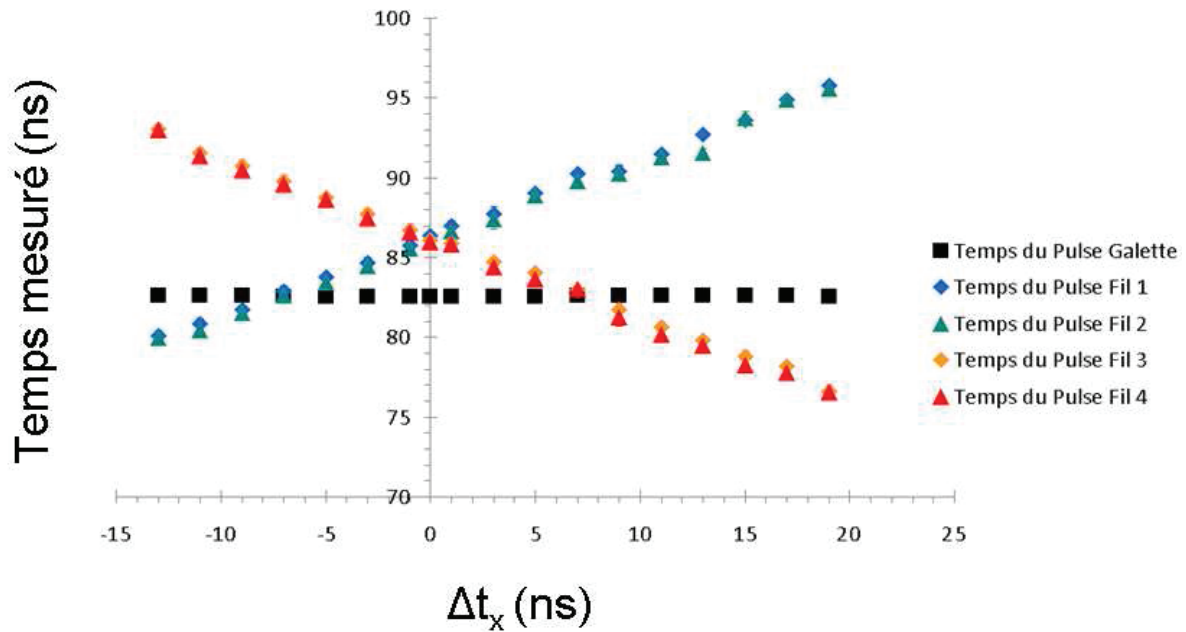 Temps mesuré (ns)
100
95
90
85
80
75
70
-15
-10
-5
0
5
10
15
20
25
Δtx (ns)
Temps du Pulse Galette
Temps du Pulse Fil 1
Temps du Pulse Fil 2
Temps du Pulse Fil 3
Temps du Pulse Fil 4